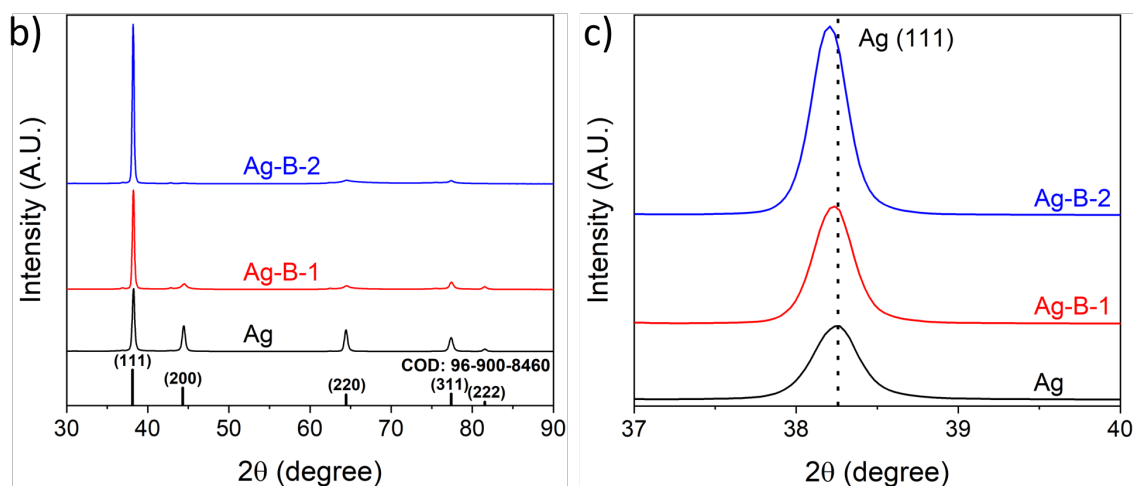 b)
Intensity (A.U.)
Ag-B-2
Ag-B-1
Ag
COD: 96-900-8460
(111)
(200)
(220)
(311)
(222)
30 40 50 60 70 80 90
2θ (degree)
c)
Intensity (A.U.)
Ag (111)
Ag-B-2
Ag-B-1
Ag
37 38 39 40
2θ (degree)